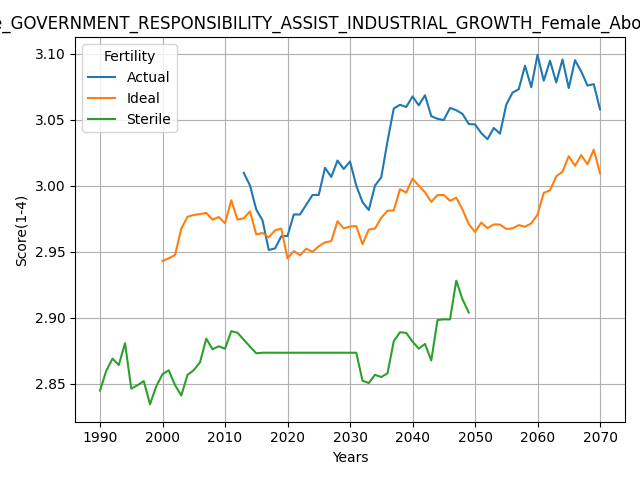 _GOVERNMENT_RESPONSIBILITY_ASSIST_INDUSTRIAL_GROWTH_Female_Abo
Fertility
Actual
Ideal
Sterile
Score(1-4)
3.10
3.05
3.00
2.95
2.90
2.85
1990 2000 2010 2020 2030 2040 2050 2060 2070
Years